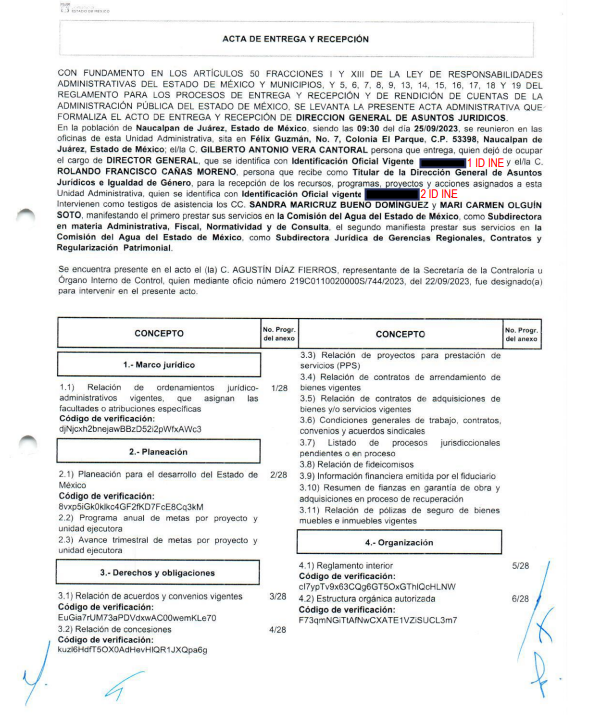 ESTADO DE MÉXICO
ACTA DE ENTREGA Y RECEPCIÓN
CON FUNDAMENTO EN LOS ARTÍCULOS 50 FRACCIONES I Y XIII DE LA LEY DE RESPONSABILIDADES
ADMINISTRATIVAS DEL ESTADO DE MÉXICO Y MUNICIPIOS, Y 5, 6, 7, 8, 9, 13, 14, 15, 16, 17, 18 Y 19 DEL
REGLAMENTO PARA LOS PROCESOS DE ENTREGA Y RECEPCIÓN Y DE RENDICIÓN DE CUENTAS DE LA
ADMINISTRACIÓN PÚBLICA DEL ESTADO DE MÉXICO, SE LEVANTA LA PRESENTE ACTA ADMINISTRATIVA QUE
FORMALIZA EL ACTO DE ENTREGA Y RECEPCIÓN DE DIRECCION GENERAL DE ASUNTOS JURIDICOS.
En la población de Naucalpan de Juárez, Estado de México, siendo las 09:30 del día 25/09/2023, se reunieron en las
oficinas de esta Unidad Administrativa, sita en Félix Guzmán, No. 7, Colonia El Parque, C.P. 53398, Naucalpan de
Juárez, Estado de México; el/la C. GILBERTO ANTONIO VERA CANTORAL persona que entrega, quien dejó de ocupar
el cargo de DIRECTOR GENERAL, que se identifica con Identificación Oficial Vigente 1 ID INE y el/la C.
ROLANDO FRANCISCO CAÑAS MORENO, persona que recibe como Titular de la Dirección General de Asuntos
Jurídicos e Igualdad de Género, para la recepción de los recursos, programas, proyectos y acciones asignados a esta
Unidad Administrativa, quien se identifica con Identificación Oficial vigente 2 ID INE
Intervienen como testigos de asistencia los CC. SANDRA MARICRUZ BUENO DOMINGUEZ y MARI CARMEN OLGUÍN
SOTO, manifestando el primero prestar sus servicios en la Comisión del Agua del Estado de México, como Subdirectora
en materia Administrativa, Fiscal, Normatividad y de Consulta, el segundo manifiesta prestar sus servicios en la
Comisión del Agua del Estado de México, como Subdirectora Jurídica de Gerencias Regionales, Contratos y
Regularización Patrimonial.
Se encuentra presente en el acto el (la) C. AGUSTÍN DÍAZ FIERROS, representante de la Secretaría de la Contraloría u
Órgano Interno de Control, quien mediante oficio número 219C0110020000S/744/2023, del 22/09/2023, fue designado(a)
para intervenir en el presente acto.
CONCEPTO
No. Progr.
del anexo
1.- Marco jurídico
1.1) Relación de ordenamientos jurídico-
administrativos vigentes, que asignan las
facultades o atribuciones específicas
1/28
Código de verificación:
djNjcxh2bnejawBBzD52i2pWfxAWc3
2.- Planeación
2.1) Planeación para el desarrollo del Estado de
México
2/28
Código de verificación:
8vxp5iGk0klkc4GF2fKD7FcE8Cq3kM
2.2) Programa anual de metas por proyecto y
unidad ejecutora
2.3) Avance trimestral de metas por proyecto y
unidad ejecutora
3.- Derechos y obligaciones
3.1) Relación de acuerdos y convenios vigentes 3/28
Código de verificación:
EuGia7rUM73aPDVdxwAC00wemKLe70
3.2) Relación de concesiones 4/28
Código de verificación:
kuzl6HdfT5OX0AdHevHlQR1JXQpa6g
CONCEPTO
No. Progr.
del anexo
3.3) Relación de proyectos para prestación de
servicios (PPS)
3.4) Relación de contratos de arrendamiento de
bienes vigentes
3.5) Relación de contratos de adquisiciones de
bienes y/o servicios vigentes
3.6) Condiciones generales de trabajo, contratos,
convenios y acuerdos sindicales
3.7) Listado de procesos jurisdiccionales
pendientes o en proceso
3.8) Relación de fideicomisos
3.9) Información financiera emitida por el fiduciario
3.10) Resumen de fianzas en garantía de obra y
adquisiciones en proceso de recuperación
3.11) Relación de pólizas de seguro de bienes
muebles e inmuebles vigentes
4.- Organización
4.1) Reglamento interior 5/28
Código de verificación:
cI7ypTv9x63CQg6GT5OxGThIQcHLNW
4.2) Estructura orgánica autorizada 6/28
Código de verificación:
F73qmNGiTtAfNwCXATE1VZiSUCL3m7